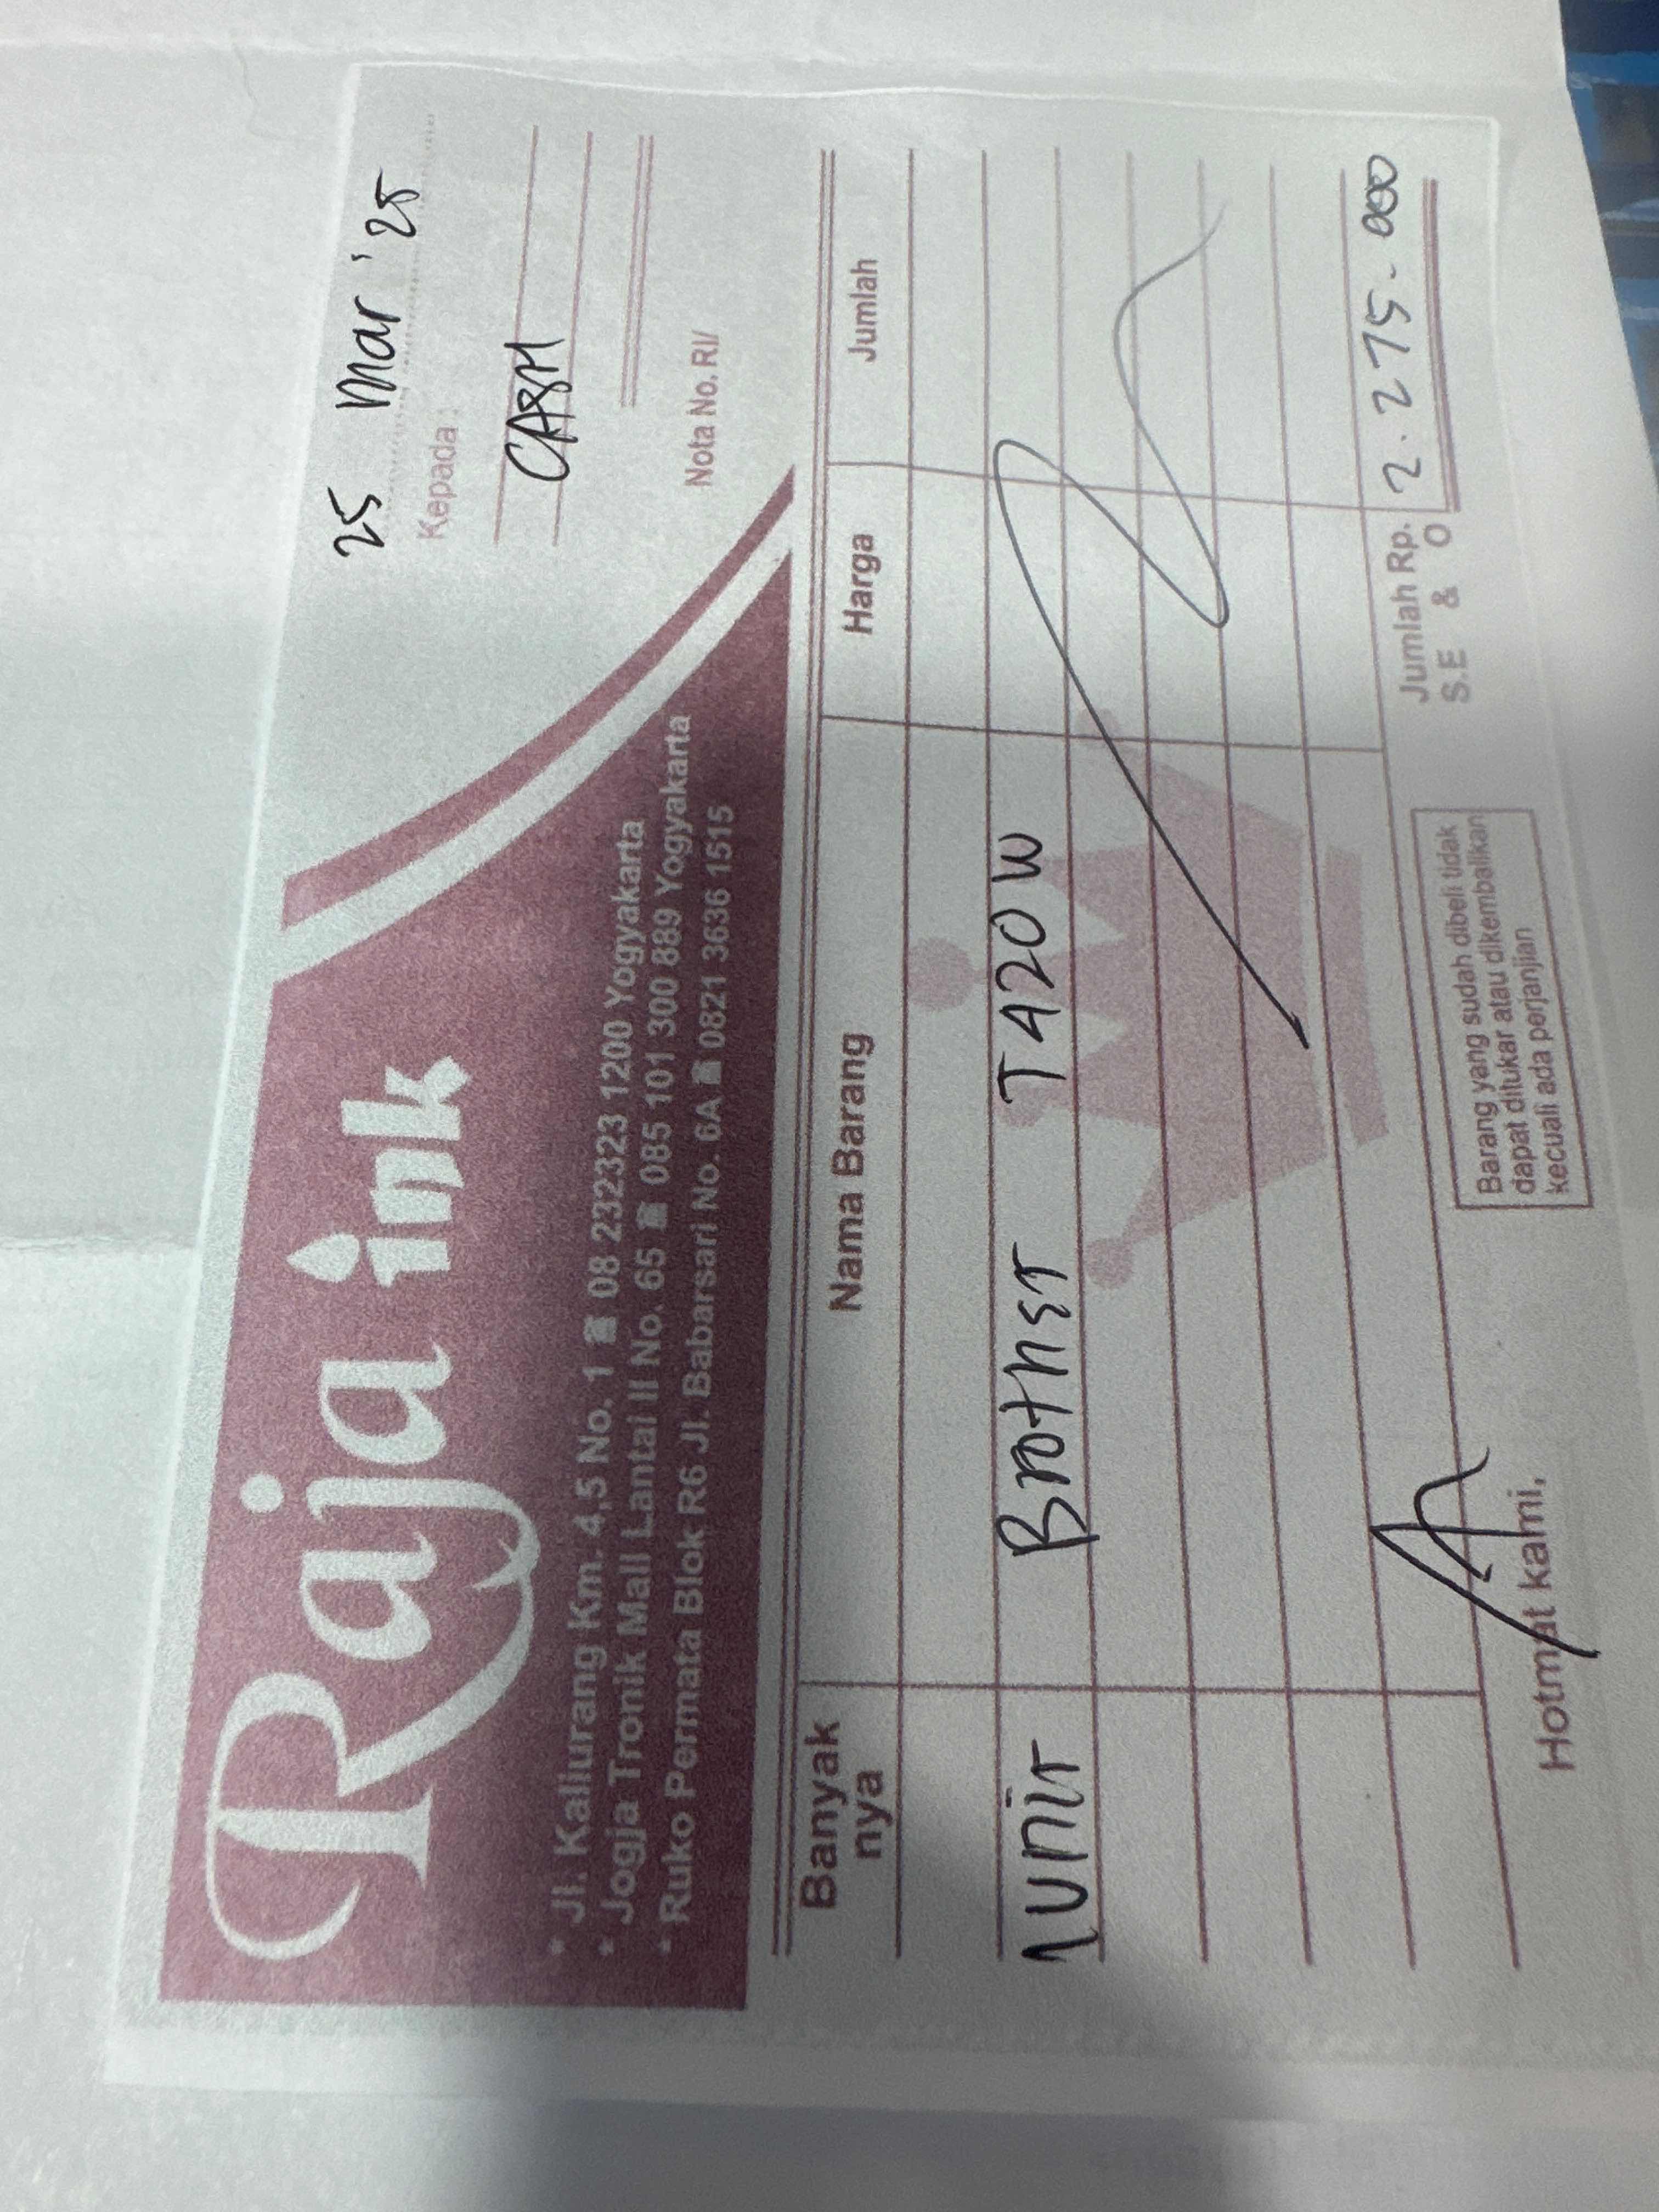 Raja ink
* Jl. Kaliurang Km. 4,5 No. 1 ☎ 08 232323 1200 Yogyakarta
* Jogja Tronik Mall Lantai II No. 65 ☎ 085 101 300 889 Yogyakarta
* Ruko Permata Blok R6 Jl. Babarsari No. 6A ☎ 0821 3636 1515
25 Mar '25
Kepada :
CASH
Nota No. RI/
Banyak nya Nama Barang Harga Jumlah
1 unit Brother T420W
Jumlah Rp. 2.275.000
S.E & O
Barang yang sudah dibeli tidak
dapat ditukar atau dikembalikan
kecuali ada perjanjian
Hotmat kami,